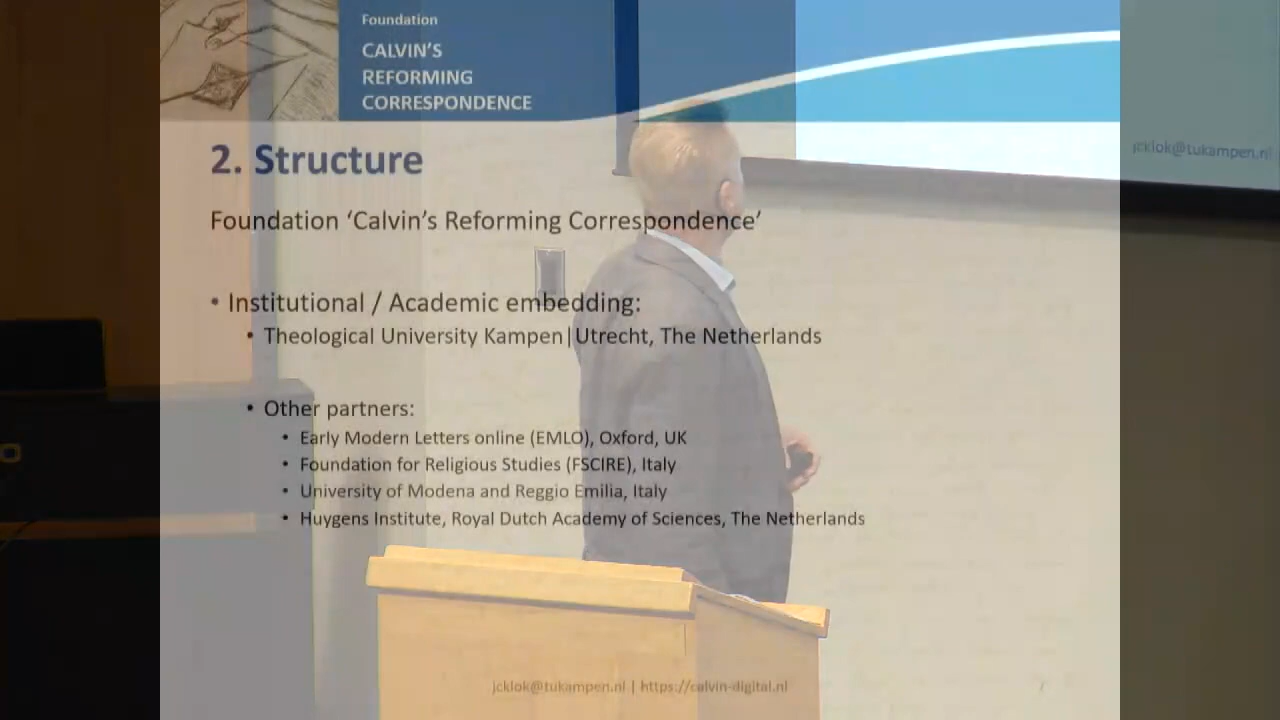 Foundation
CALVIN'S
REFORMING
CORRESPONDENCE
jcklok@tukampen.nl
2. Structure
Foundation ‘Calvin’s Reforming Correspondence’
• Institutional / Academic embedding:
• Theological University Kampen|Utrecht, The Netherlands
• Other partners:
• Early Modern Letters online (EMLO), Oxford, UK
• Foundation for Religious Studies (FSCIRE), Italy
• University of Modena and Reggio Emilia, Italy
• Huygens Institute, Royal Dutch Academy of Sciences, The Netherlands
jcklok@tukampen.nl | https://calvin-digital.nl